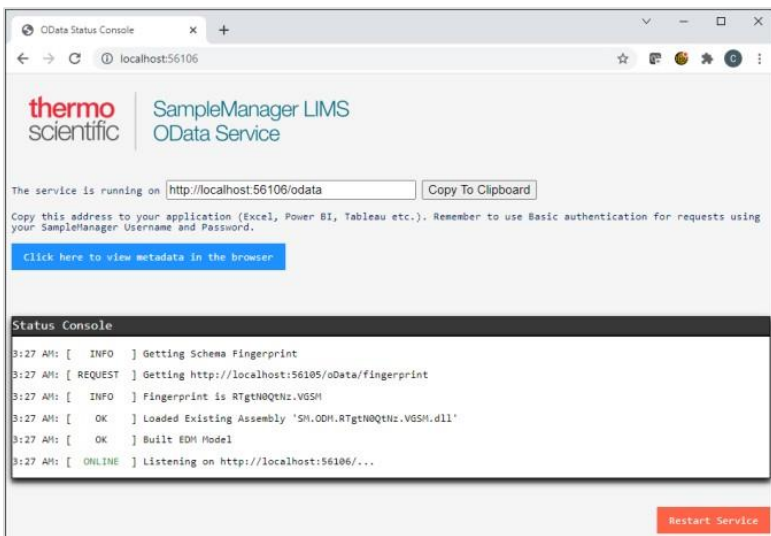 OData Status Console
localhost:56106
C
thermo
scientific
SampleManager LIMS
OData Service
The service is running on http://localhost:56106/odata Copy To Clipboard
Copy this address to your application (Excel, Power BI, Tableau etc.). Remember to use Basic authentication for requests using
your SampleManager Username and Password.
Click here to view metadata in the browser
Status Console
3:27 AM: [ INFO ] Getting Schema Fingerprint
3:27 AM: [ REQUEST ] Getting http://localhost:56105/oData/fingerprint
3:27 AM: [ INFO ] Fingerprint is RTgtN0QtNz.VGSM
3:27 AM: [ OK ] Loaded Existing Assembly 'SM.ODM.RTgtN0QtNz.VGSM.dll'
3:27 AM: [ OK ] Built EDM Model
3:27 AM: [ ONLINE ] Listening on http://localhost:56106/...
Restart Service